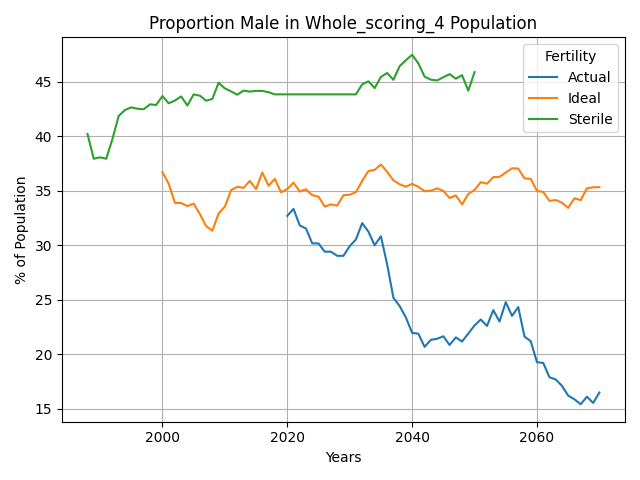 Proportion Male in Whole_scoring_4 Population
Fertility
Actual
Ideal
Sterile
% of Population
45
40
35
30
25
20
15
2000
2020
2040
2060
Years